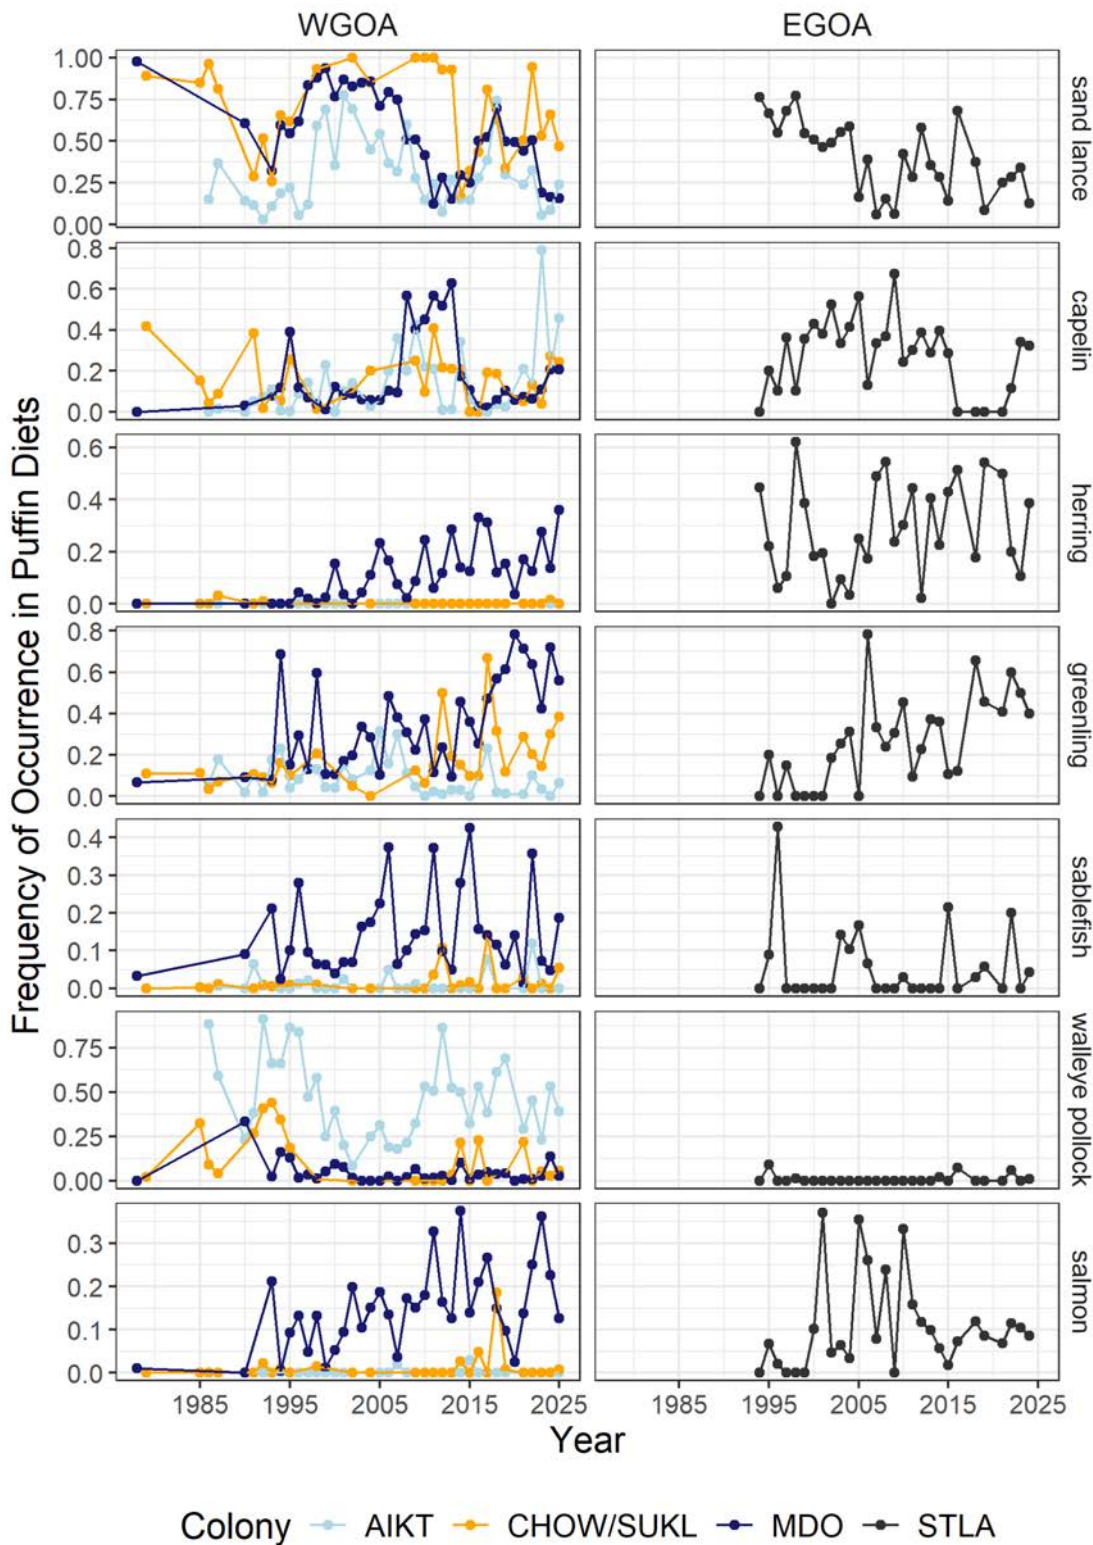 WGOA EGOA
Frequency of Occurrence in Puffin Diets
1.00
0.75
0.50
0.25
0.00
sand lance
0.8
0.6
0.4
0.2
0.0
capelin
0.6
0.4
0.2
0.0
herring
0.8
0.6
0.4
0.2
0.0
greenling
0.4
0.3
0.2
0.1
0.0
sablefish
0.75
0.50
0.25
0.00
walleye pollock
0.3
0.2
0.1
0.0
salmon
1985 1995 2005 2015 2025 1985 1995 2005 2015 2025
Year
Colony AIKT CHOW/SUKL MDO STLA